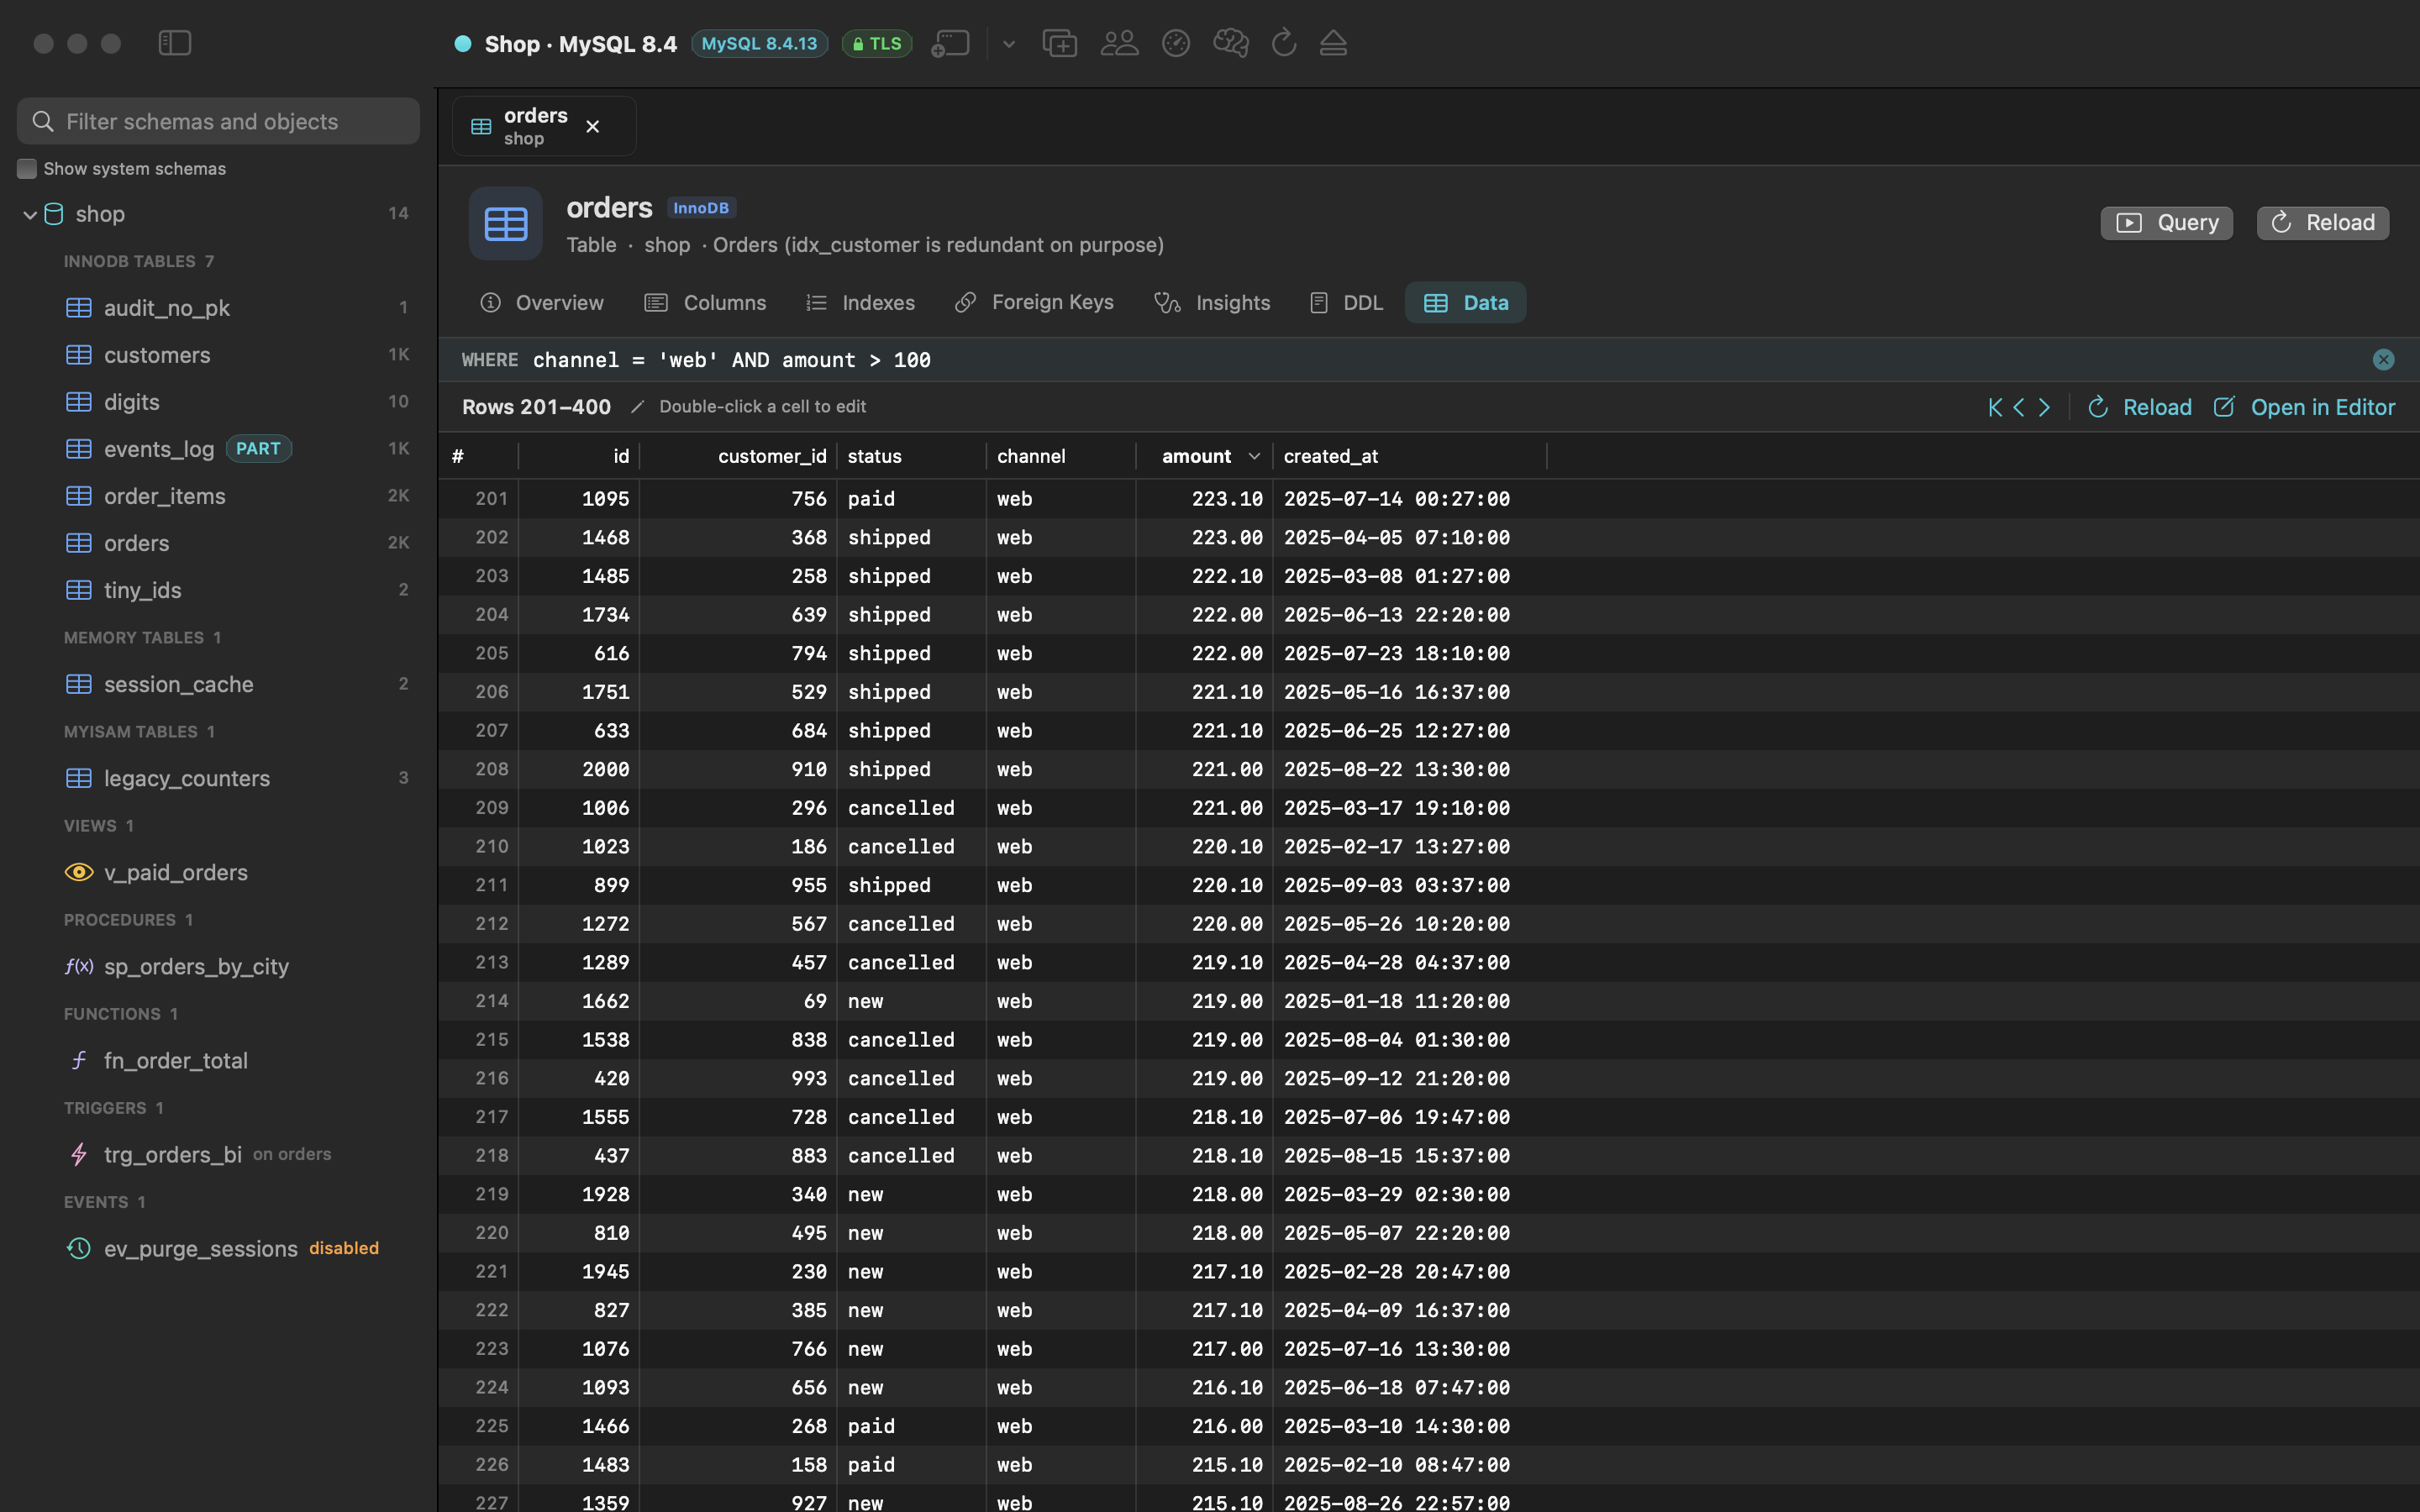 Shop · MySQL 8.4 MySQL 8.4.13 TLS
Filter schemas and objects
Show system schemas
shop 14
INNODB TABLES 7
audit_no_pk 1
customers 1K
digits 10
events_log PART 1K
order_items 2K
orders 2K
tiny_ids 2
MEMORY TABLES 1
session_cache 2
MYISAM TABLES 1
legacy_counters 3
VIEWS 1
v_paid_orders
PROCEDURES 1
f(x) sp_orders_by_city
FUNCTIONS 1
f fn_order_total
TRIGGERS 1
trg_orders_bi on orders
EVENTS 1
ev_purge_sessions disabled
orders
shop
orders InnoDB
Table · shop · Orders (idx_customer is redundant on purpose)
Query Reload
Overview Columns Indexes Foreign Keys Insights DDL Data
WHERE channel = 'web' AND amount > 100
Rows 201–400 Double-click a cell to edit Reload Open in Editor
# id customer_id status channel amount created_at
201 1095 756 paid web 223.10 2025-07-14 00:27:00
202 1468 368 shipped web 223.00 2025-04-05 07:10:00
203 1485 258 shipped web 222.10 2025-03-08 01:27:00
204 1734 639 shipped web 222.00 2025-06-13 22:20:00
205 616 794 shipped web 222.00 2025-07-23 18:10:00
206 1751 529 shipped web 221.10 2025-05-16 16:37:00
207 633 684 shipped web 221.10 2025-06-25 12:27:00
208 2000 910 shipped web 221.00 2025-08-22 13:30:00
209 1006 296 cancelled web 221.00 2025-03-17 19:10:00
210 1023 186 cancelled web 220.10 2025-02-17 13:27:00
211 899 955 shipped web 220.10 2025-09-03 03:37:00
212 1272 567 cancelled web 220.00 2025-05-26 10:20:00
213 1289 457 cancelled web 219.10 2025-04-28 04:37:00
214 1662 69 new web 219.00 2025-01-18 11:20:00
215 1538 838 cancelled web 219.00 2025-08-04 01:30:00
216 420 993 cancelled web 219.00 2025-09-12 21:20:00
217 1555 728 cancelled web 218.10 2025-07-06 19:47:00
218 437 883 cancelled web 218.10 2025-08-15 15:37:00
219 1928 340 new web 218.00 2025-03-29 02:30:00
220 810 495 new web 218.00 2025-05-07 22:20:00
221 1945 230 new web 217.10 2025-02-28 20:47:00
222 827 385 new web 217.10 2025-04-09 16:37:00
223 1076 766 new web 217.00 2025-07-16 13:30:00
224 1093 656 new web 216.10 2025-06-18 07:47:00
225 1466 268 paid web 216.00 2025-03-10 14:30:00
226 1483 158 paid web 215.10 2025-02-10 08:47:00
227 1359 927 new web 215.10 2025-08-26 22:57:00